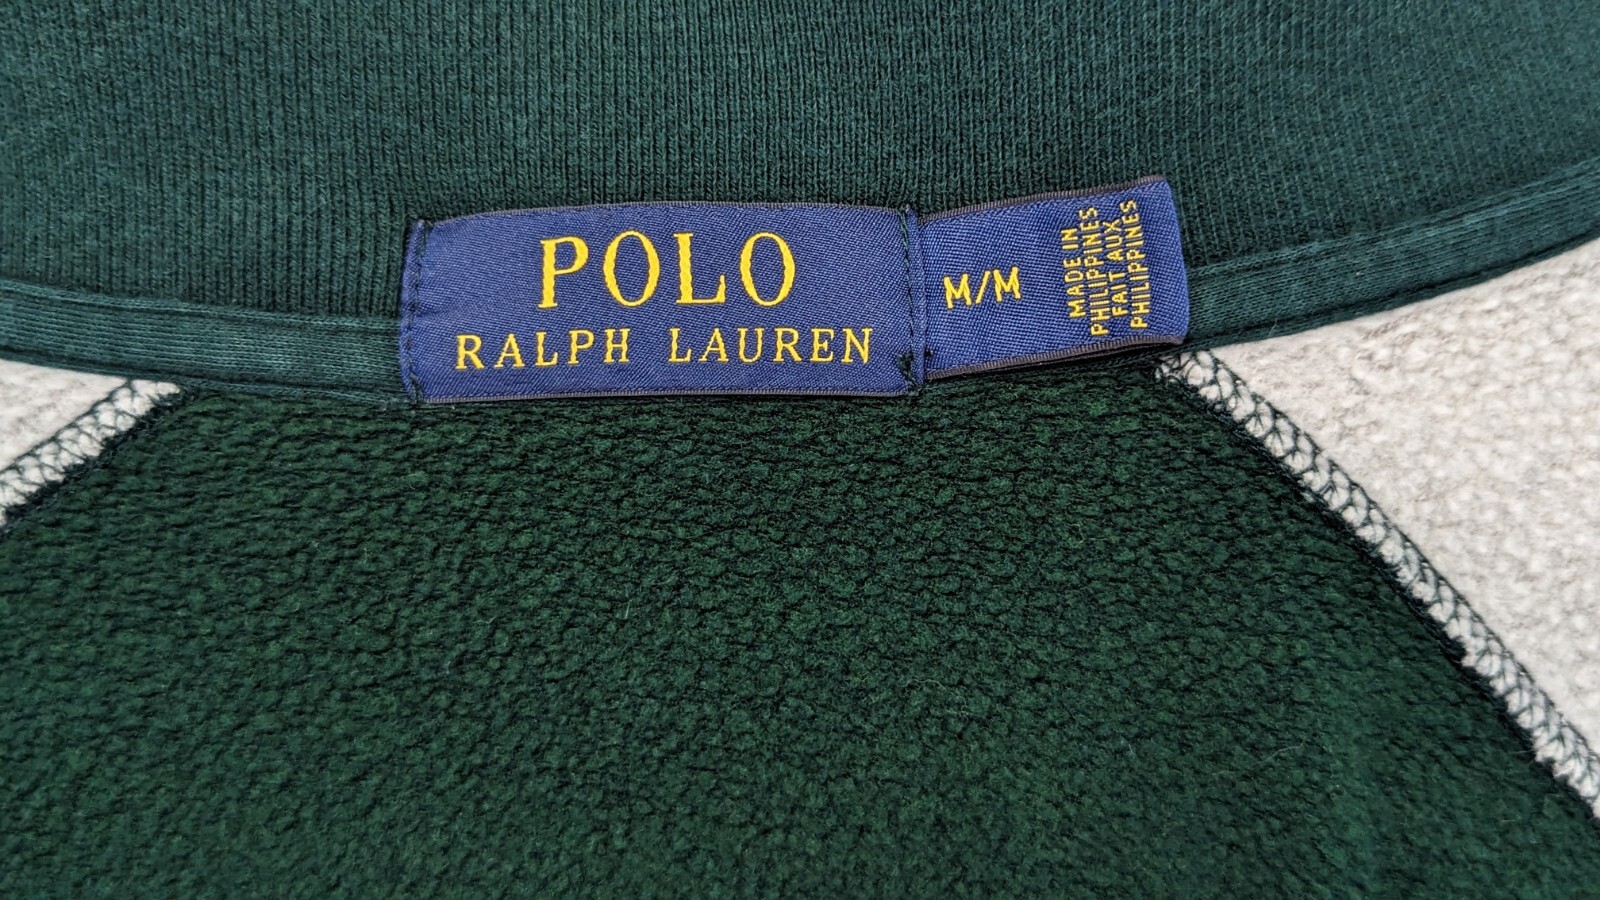 POLO
RALPH LAUREN
M/M
MADE IN
PHILIPPINES
FAIT AUX
PHILIPPINES